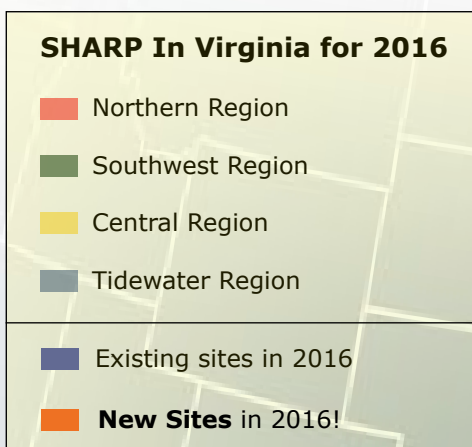 SHARP In Virginia for 2016
Northern Region
Southwest Region
Central Region
Tidewater Region
Existing sites in 2016
New Sites in 2016!